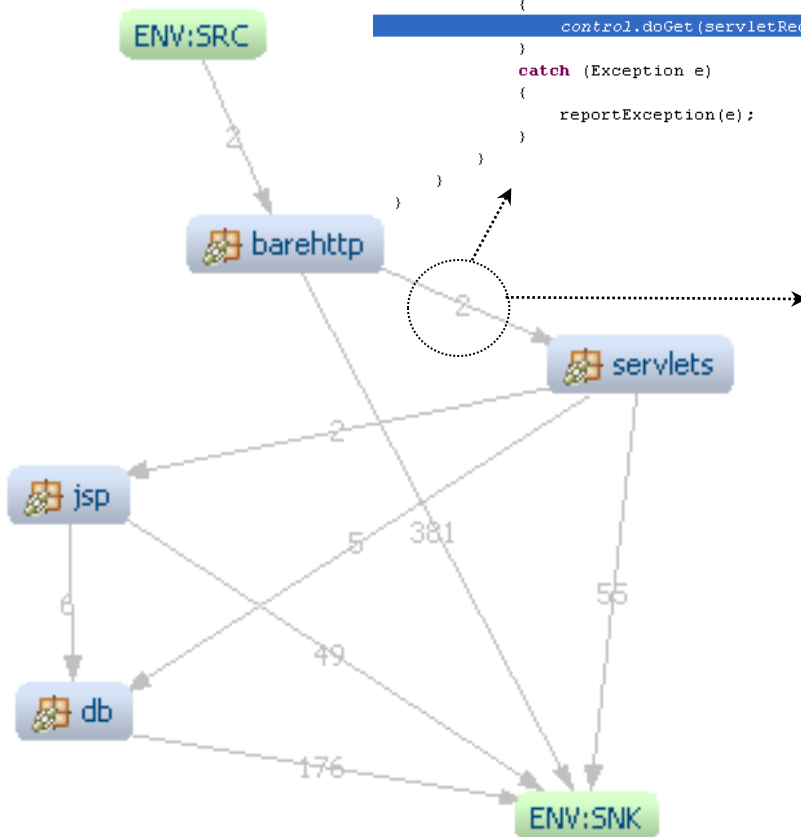 ENV:SRC
{
control.doGet(servletReq
}
catch (Exception e)
{
reportException(e);
}
}
}
}
2
barehttp
2
servlets
2
jsp
5
381
6
55
49
db
176
ENV:SNK